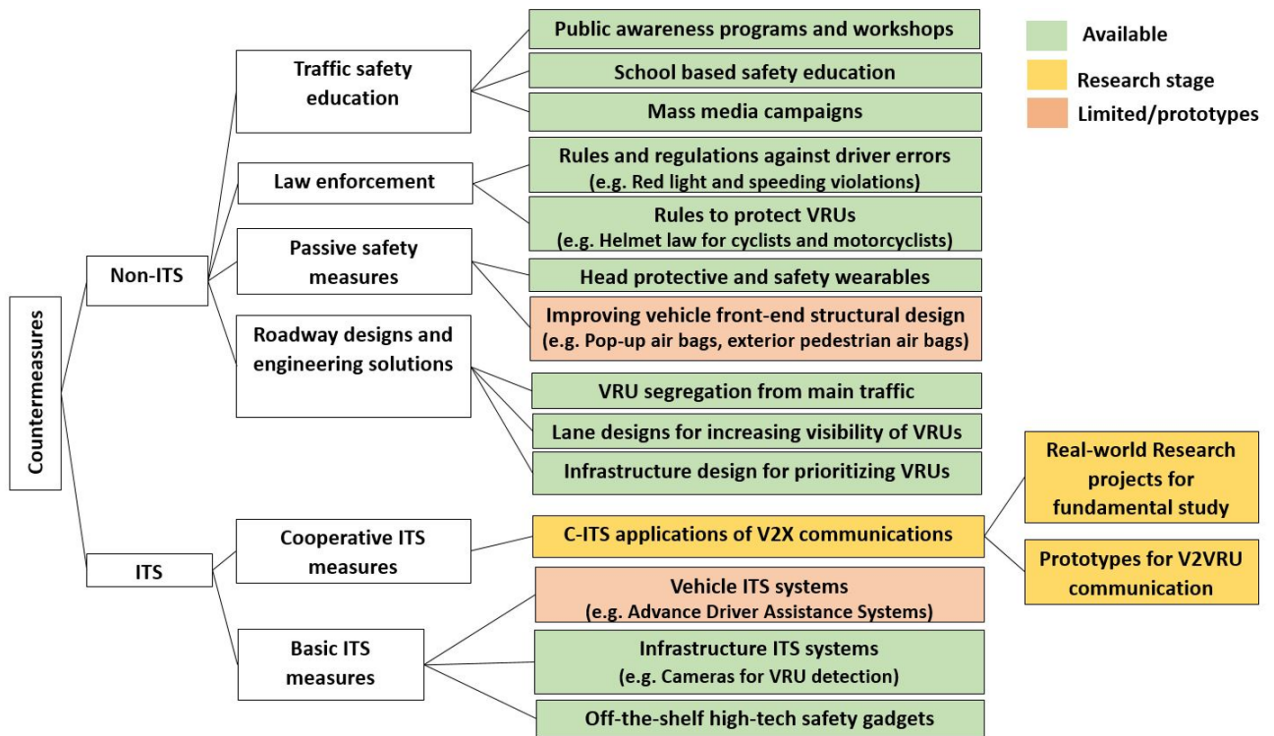 Countermeasures
Non-ITS
ITS
Traffic safety
education
Law enforcement
Passive safety
measures
Roadway designs and
engineering solutions
Cooperative ITS
measures
Basic ITS
measures
Public awareness programs and workshops
School based safety education
Mass media campaigns
Rules and regulations against driver errors
(e.g. Red light and speeding violations)
Rules to protect VRUs
(e.g. Helmet law for cyclists and motorcyclists)
Head protective and safety wearables
Improving vehicle front-end structural design
(e.g. Pop-up air bags, exterior pedestrian air bags)
VRU segregation from main traffic
Lane designs for increasing visibility of VRUs
Infrastructure design for prioritizing VRUs
C-ITS applications of V2X communications
Vehicle ITS systems
(e.g. Advance Driver Assistance Systems)
Infrastructure ITS systems
(e.g. Cameras for VRU detection)
Off-the-shelf high-tech safety gadgets
Real-world Research
projects for
fundamental study
Prototypes for V2VRU
communication
Available
Research stage
Limited/prototypes